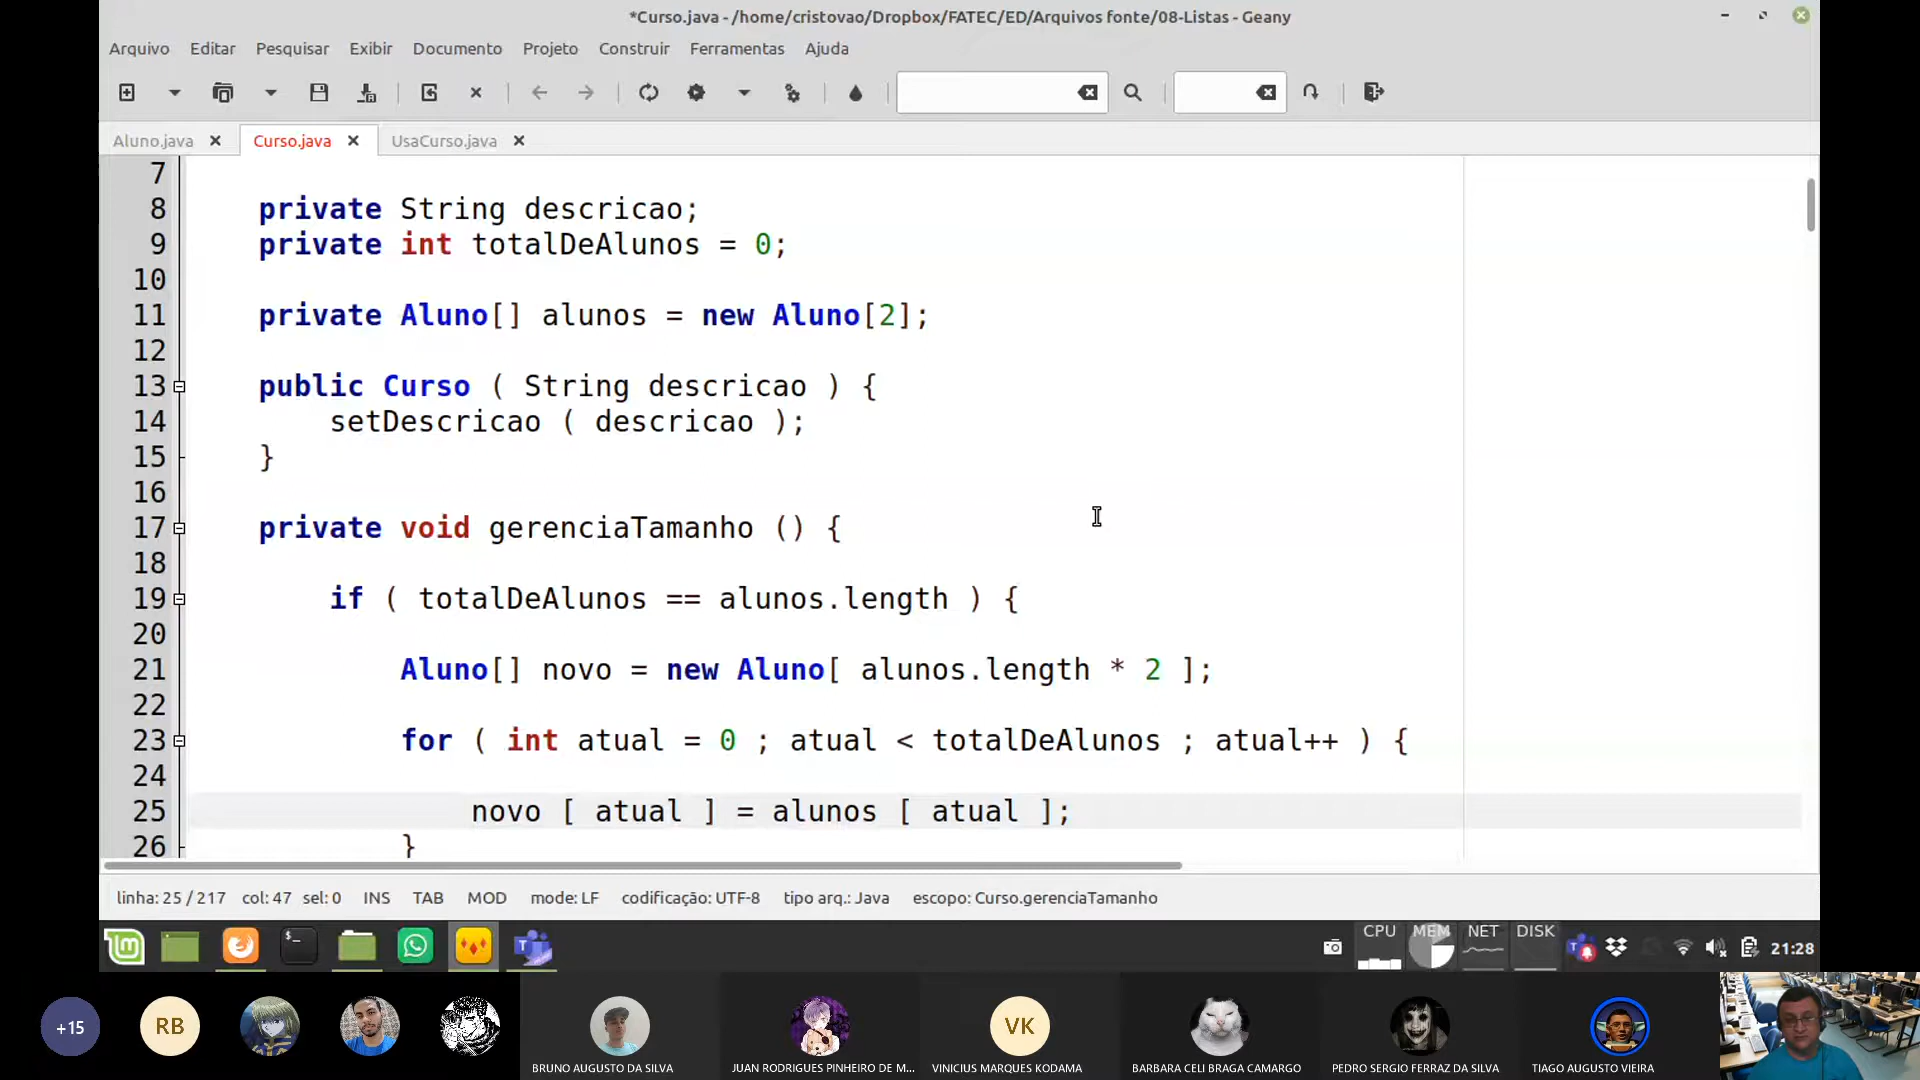 *Curso.java - /home/cristovao/Dropbox/FATEC/ED/Arquivos fonte/08-Listas - Geany
Arquivo Editar Pesquisar Exibir Documento Projeto Construir Ferramentas Ajuda
Aluno.java Curso.java UsaCurso.java
7
8 private String descricao;
9 private int totalDeAlunos = 0;
10
11 private Aluno[] alunos = new Aluno[2];
12
13 public Curso ( String descricao ) {
14 setDescricao ( descricao );
15 }
16
17 private void gerenciaTamanho () {
18
19 if ( totalDeAlunos == alunos.length ) {
20
21 Aluno[] novo = new Aluno[ alunos.length * 2 ];
22
23 for ( int atual = 0 ; atual < totalDeAlunos ; atual++ ) {
24
25 novo [ atual ] = alunos [ atual ];
26 }
linha: 25 / 217 col: 47 sel: 0 INS TAB MOD mode: LF codificação: UTF-8 tipo arq.: Java escopo: Curso.gerenciaTamanho
CPU MEM NET DISK
21:28
+15 RB VK
BRUNO AUGUSTO DA SILVA JUAN RODRIGUES PINHEIRO DE M... VINICIUS MARQUES KODAMA BARBARA CELI BRAGA CAMARGO PEDRO SERGIO FERRAZ DA SILVA TIAGO AUGUSTO VIEIRA